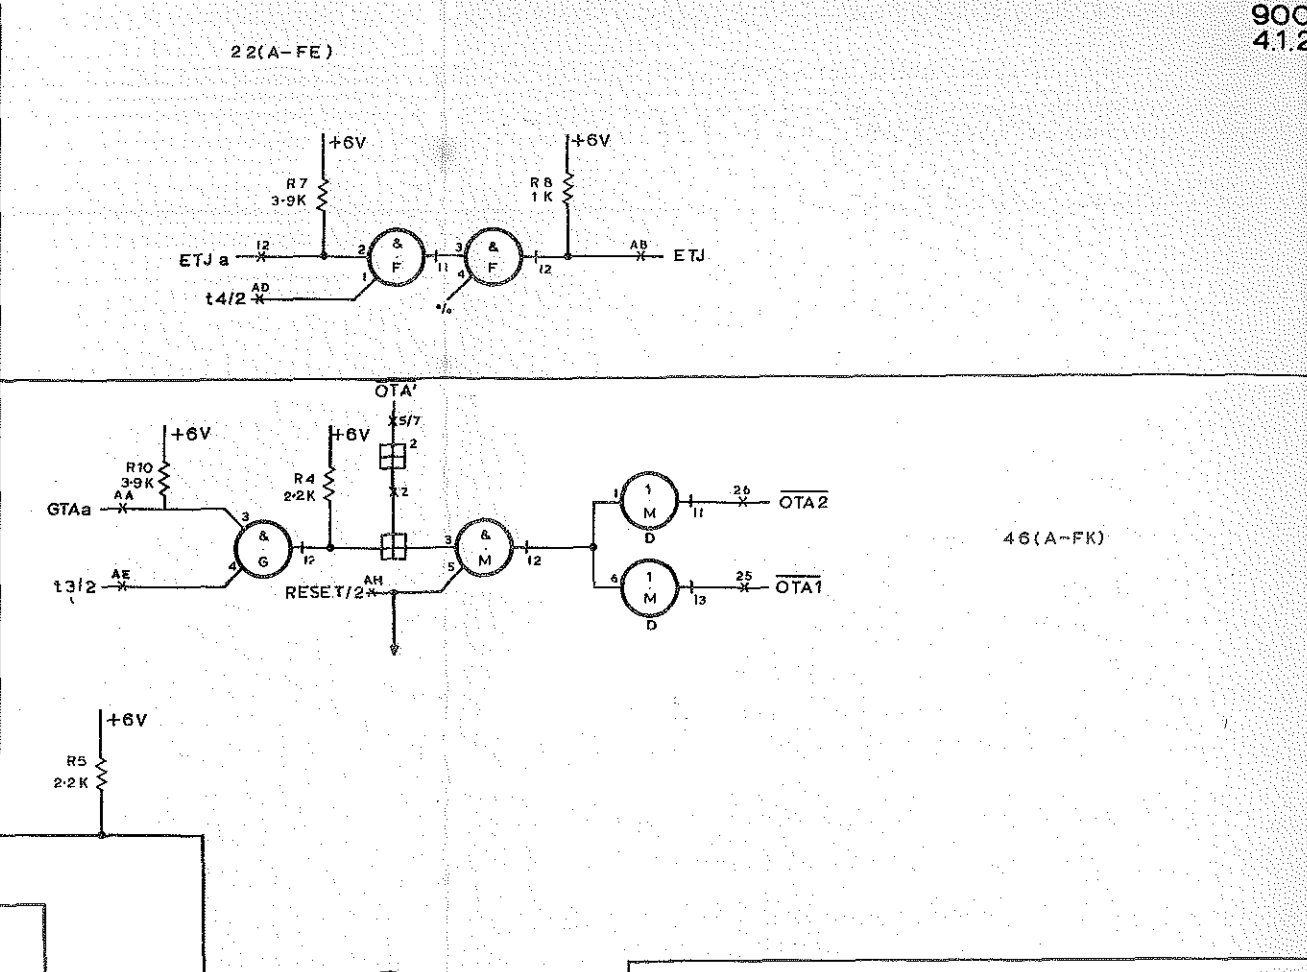 900
41.2
22(A-FE)
+6V
+6V
R7
3·9K
R8
1K
ETJ a
12
2
&
F
11
3
&
F
12
AB
ETJ
1
4
t4/2
AD
OTA'
5/7
+6V
+6V
2
R10
3·9K
R4
2·2K
AA
2
GTAa
3
&
G
12
4
t3/2
AE
3
&
M
12
5
RESET/2
AH
1
1
M
D
11
26
OTA2
46(A-FK)
6
1
M
D
13
25
OTA1
+6V
R5
2·2K